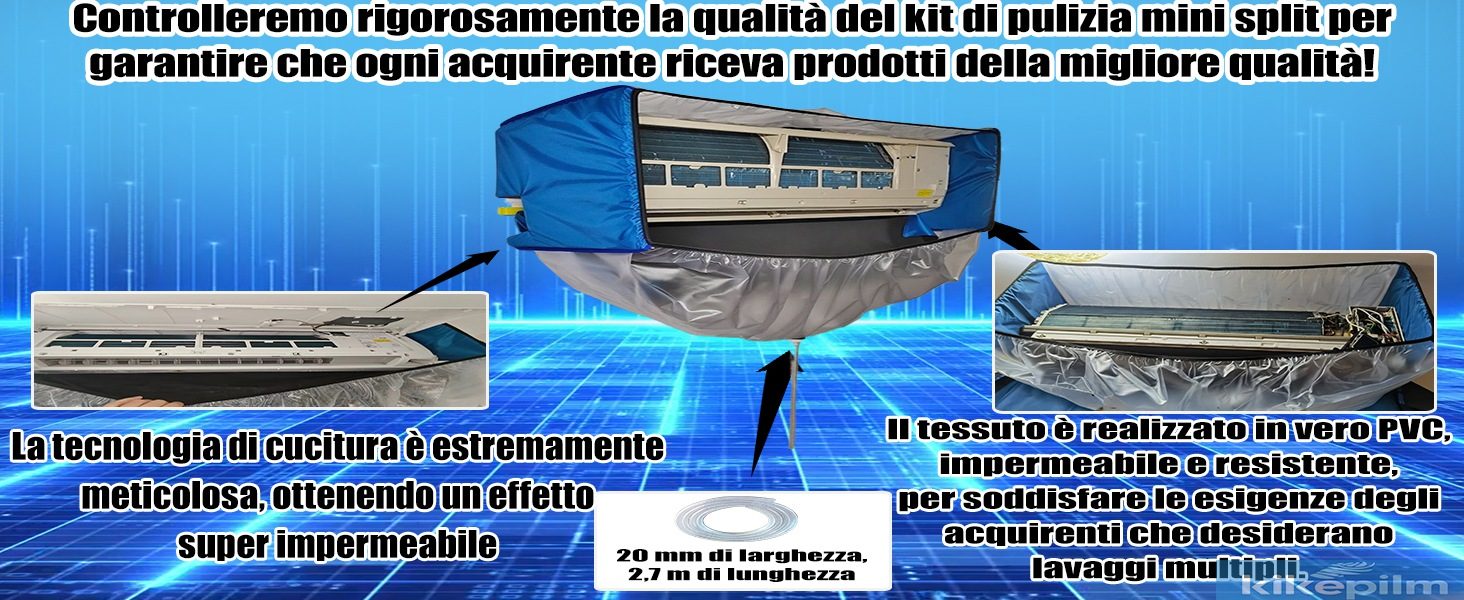 Controlleremo rigorosamente la qualità del kit di pulizia mini split per
garantire che ogni acquirente riceva prodotti della migliore qualità!
La tecnologia di cucitura è estremamente
meticolosa, ottenendo un effetto
super impermeabile
20 mm di larghezza,
2,7 m di lunghezza
Il tessuto è realizzato in vero PVC,
impermeabile e resistente,
per soddisfare le esigenze degli
acquirenti che desiderano
lavaggi multipli.
kikepilm